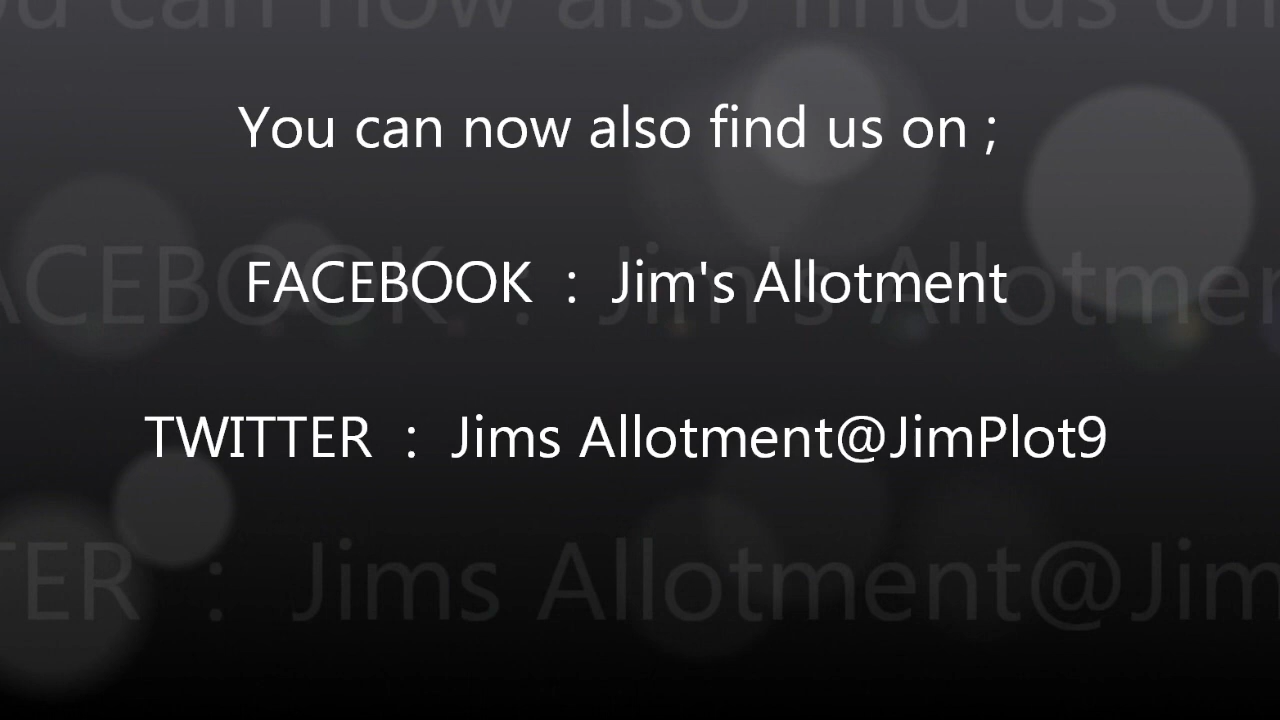 You can now also find us on ;
FACEBOOK : Jim's Allotment
TWITTER : Jims Allotment@JimPlot9